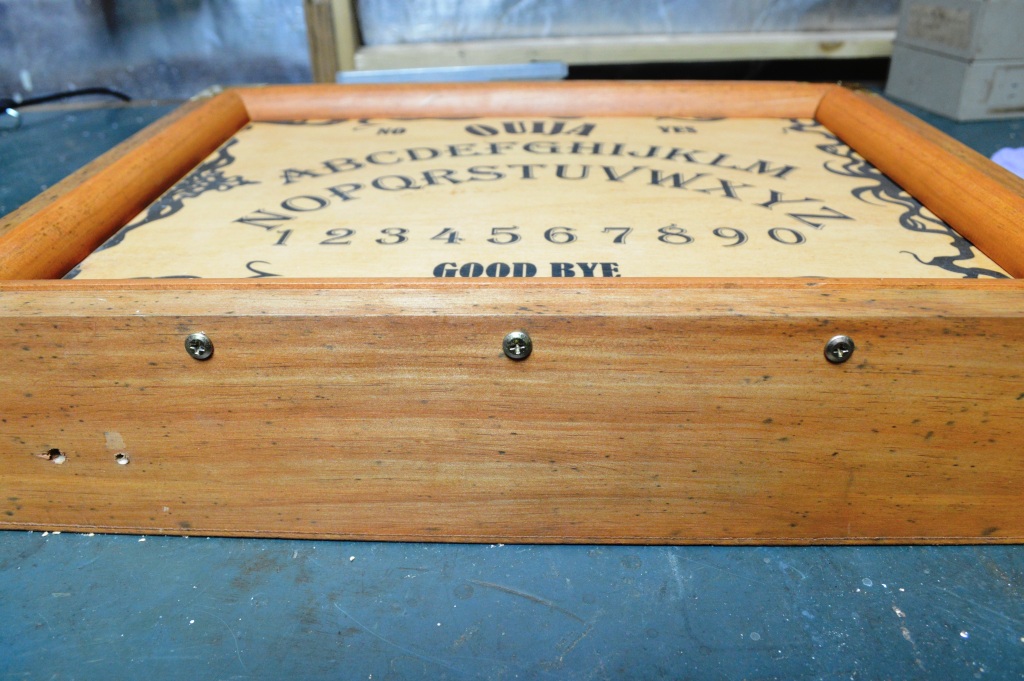 NO OUIJA YES
ABCDEFGHIJKLM
NOPQRSTUVWXYZ
1234567890
GOOD BYE